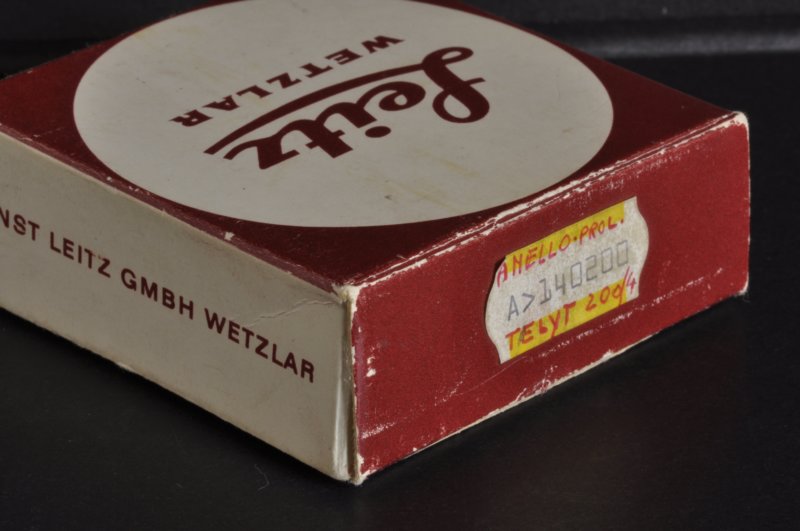 Leitz
WETZLAR
NST LEITZ GMBH WETZLAR
ANELLO·PROL.
A>140200
TELYT 200/4